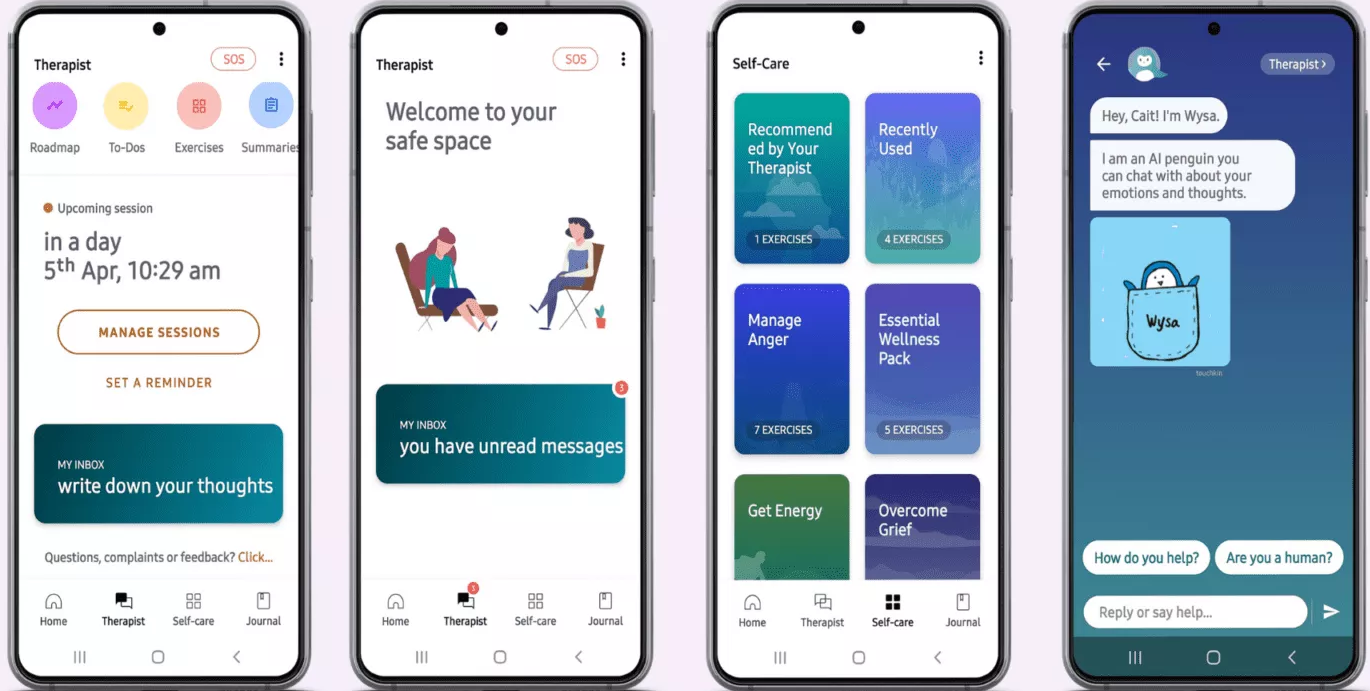 Therapist
SOS
Roadmap
To-Dos
Exercises
Summaries
Upcoming session
in a day
5th Apr, 10:29 am
MANAGE SESSIONS
SET A REMINDER
MY INBOX
write down your thoughts
Questions, complaints or feedback? Click...
Home
Therapist
Self-care
Journal
Therapist
SOS
Welcome to your
safe space
3
MY INBOX
you have unread messages
3
Home
Therapist
Self-care
Journal
Self-Care
Recommend
ed by Your
Therapist
1 EXERCISES
Recently
Used
4 EXERCISES
Manage
Anger
7 EXERCISES
Essential
Wellness
Pack
5 EXERCISES
Get Energy
Overcome
Grief
Home
Therapist
Self-care
Journal
Therapist
Hey, Cait! I'm Wysa.
I am an AI penguin you
can chat with about your
emotions and thoughts.
Wysa
touchkin
How do you help?
Are you a human?
Reply or say help...